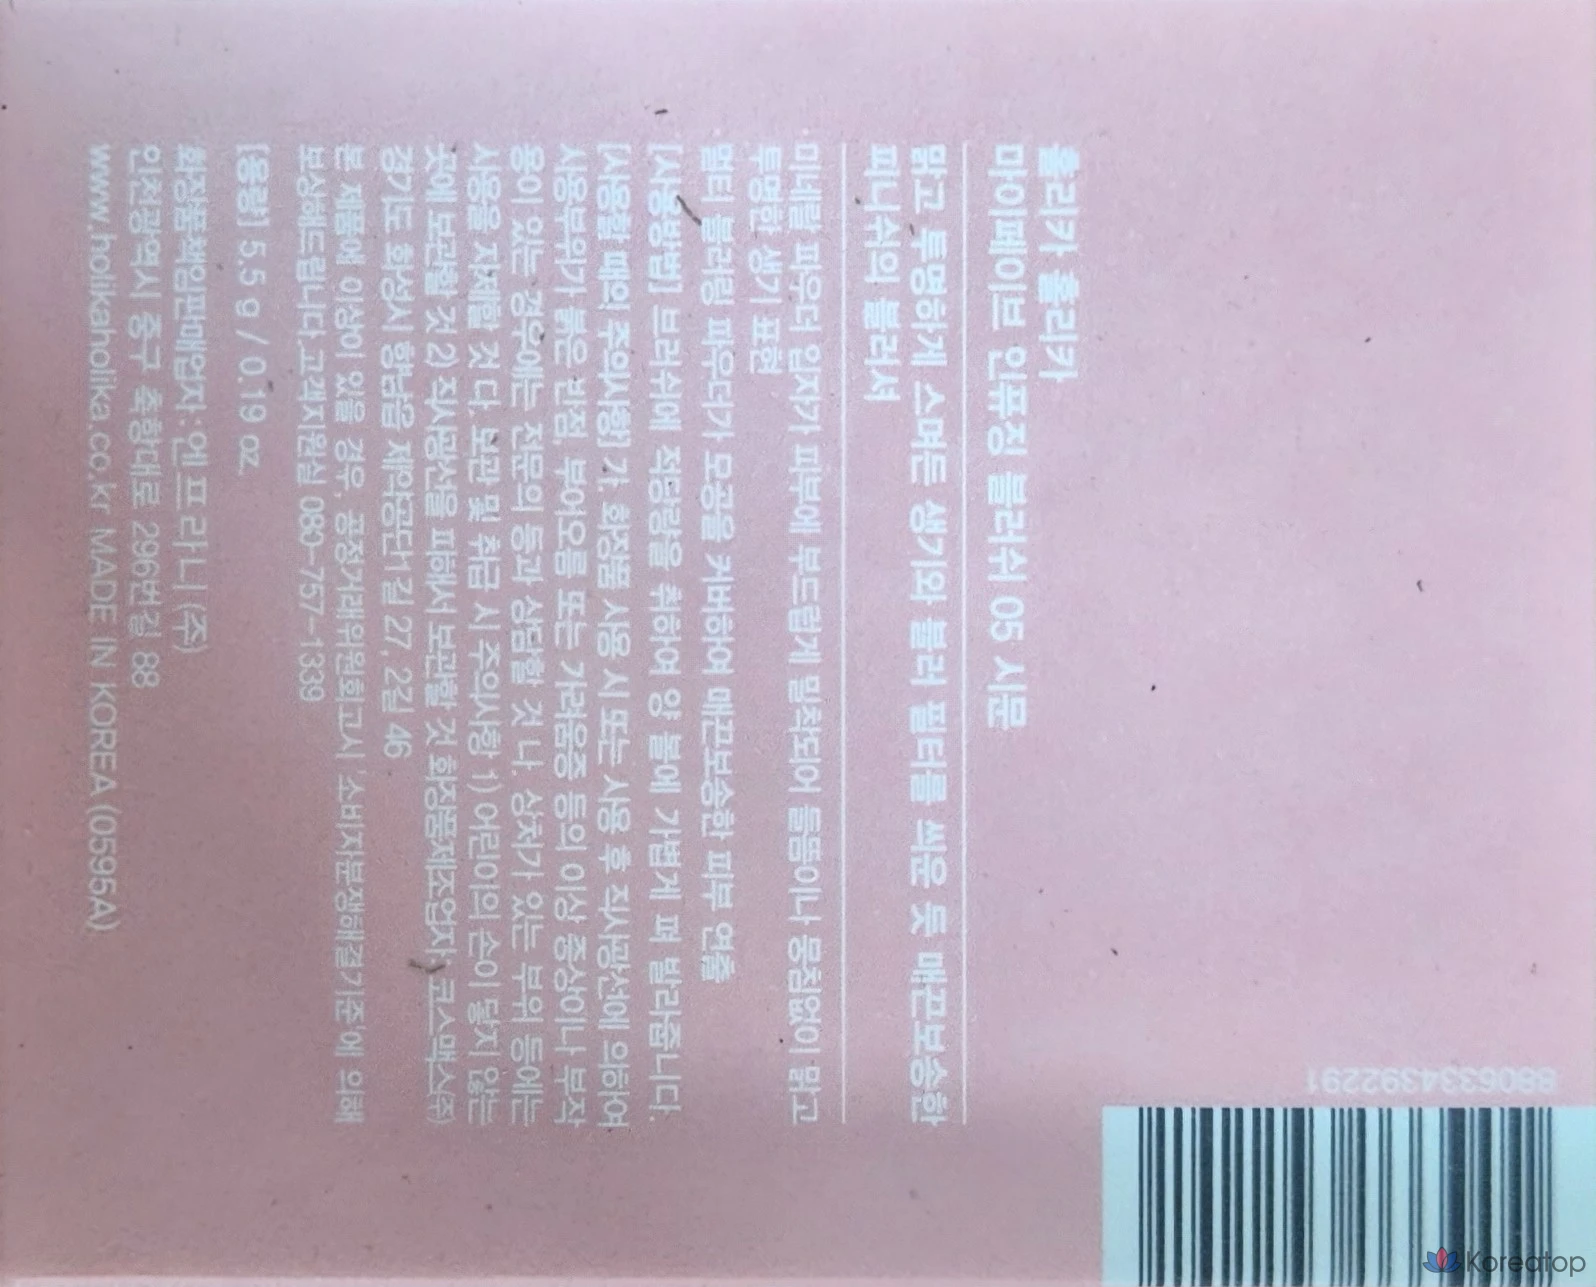 홀리카 홀리카
마이페이브 인퓨징 블러쉬 05 시문
맑고 투명하게 스며든 생기와 블러 필터를 씌운 듯 매끈보송한
피니쉬의 블러셔
미네랄 파우더 입자가 피부에 부드럽게 밀착되어 들뜸이나 뭉침없이 맑고
투명한 생기 표현
멀티 블러링 파우더가 모공을 커버하여 매끈보송한 피부 연출
[사용방법] 브러쉬에 적당량을 취하여 양 볼에 가볍게 펴 발라줍니다.
[사용할 때의 주의사항] 가. 화장품 사용 시 또는 사용 후 직사광선에 의하여
사용부위가 붉은 반점, 부어오름 또는 가려움증 등의 이상 증상이나 부작
용이 있는 경우에는 전문의 등과 상담할 것 나. 상처가 있는 부위 등에는
사용을 자제할 것 다. 보관 및 취급 시 주의사항 1) 어린이의 손이 닿지 않는
곳에 보관할 것 2) 직사광선을 피해서 보관할 것 화장품제조업자: 코스맥스(주)
경기도 화성시 향남읍 제약공단1길 27, 2길 46
본 제품에 이상이 있을 경우, 공정거래위원회 고시 '소비자분쟁해결기준'에 의해
보상해드립니다.고객지원실 080-757-1339
[용량] 5.5 g / 0.19 oz.
화장품책임판매업자 : 엔프라니 (주)
인천광역시 중구 축항대로 296번길 88
www.holikaholika.co.kr MADE IN KOREA (0595A)
8806334392291
Koreatop